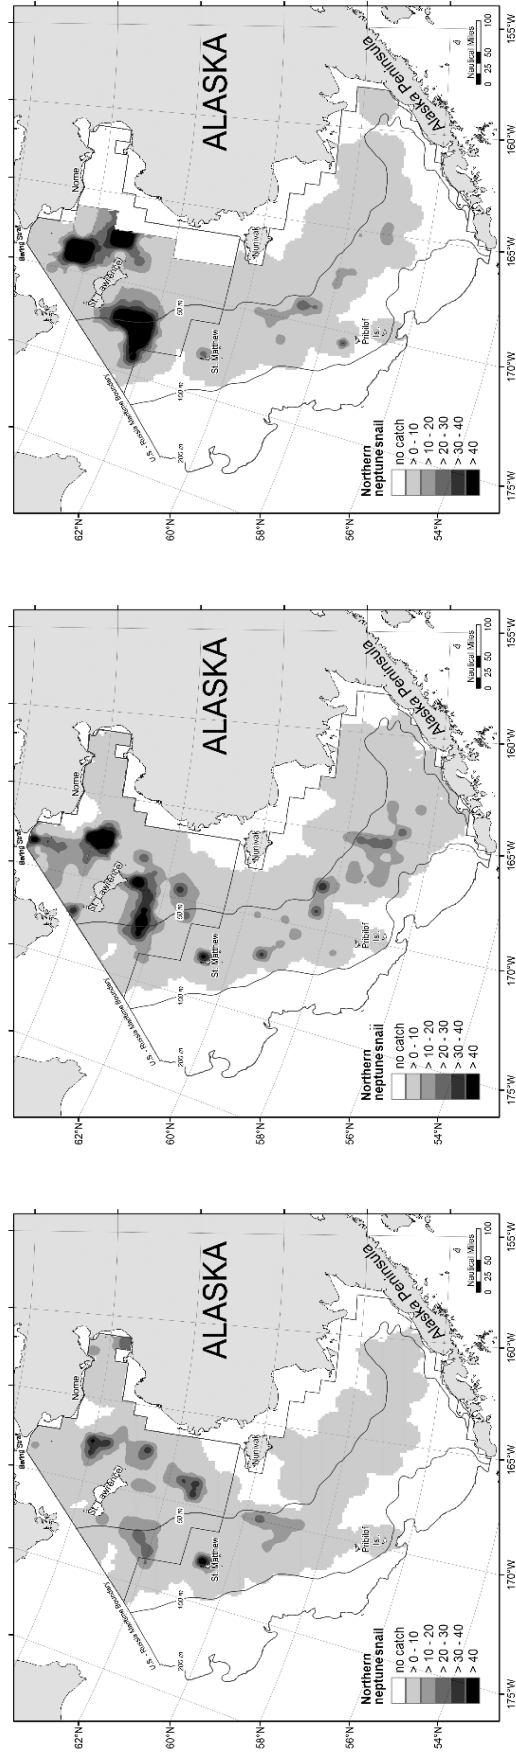 Bering Strait
Nome
ALASKA
U.S. - Russia Maritime Boundary
St. Lawrence
50 m
100 m
200 m
St. Matthew
Nunivak
Pribilof
Is.
Alaska Peninsula
Northern
neptune snail
no catch
> 0 - 10
> 10 - 20
> 20 - 30
> 30 - 40
> 40
0 25 50 100
Nautical Miles
62°N
60°N
58°N
56°N
54°N
175°W
170°W
165°W
160°W
155°W
Bering Strait
Nome
ALASKA
U.S. - Russia Maritime Boundary
St. Lawrence
50 m
100 m
200 m
St. Matthew
Nunivak
Pribilof
Is.
Alaska Peninsula
Northern
neptune snail
no catch
> 0 - 10
> 10 - 20
> 20 - 30
> 30 - 40
> 40
0 25 50 100
Nautical Miles
62°N
60°N
58°N
56°N
54°N
175°W
170°W
165°W
160°W
155°W
Bering Strait
Nome
ALASKA
U.S. - Russia Maritime Boundary
St. Lawrence
50 m
100 m
200 m
St. Matthew
Nunivak
Pribilof
Is.
Alaska Peninsula
Northern
neptune snail
no catch
> 0 - 10
> 10 - 20
> 20 - 30
> 30 - 40
> 40
0 25 50 100
Nautical Miles
62°N
60°N
58°N
56°N
54°N
175°W
170°W
165°W
160°W
155°W